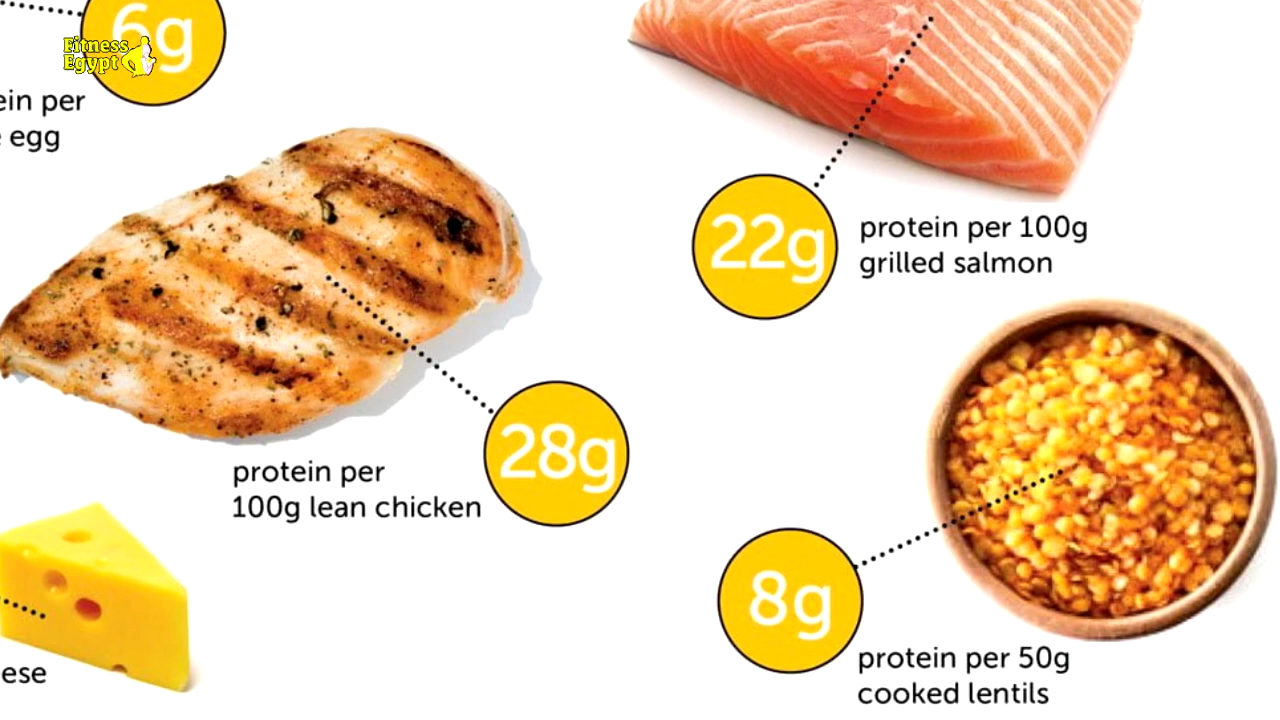 6g
Fitness
Egypt
ein per
egg
22g
protein per 100g
grilled salmon
28g
protein per
100g lean chicken
8g
protein per 50g
cooked lentils
ese